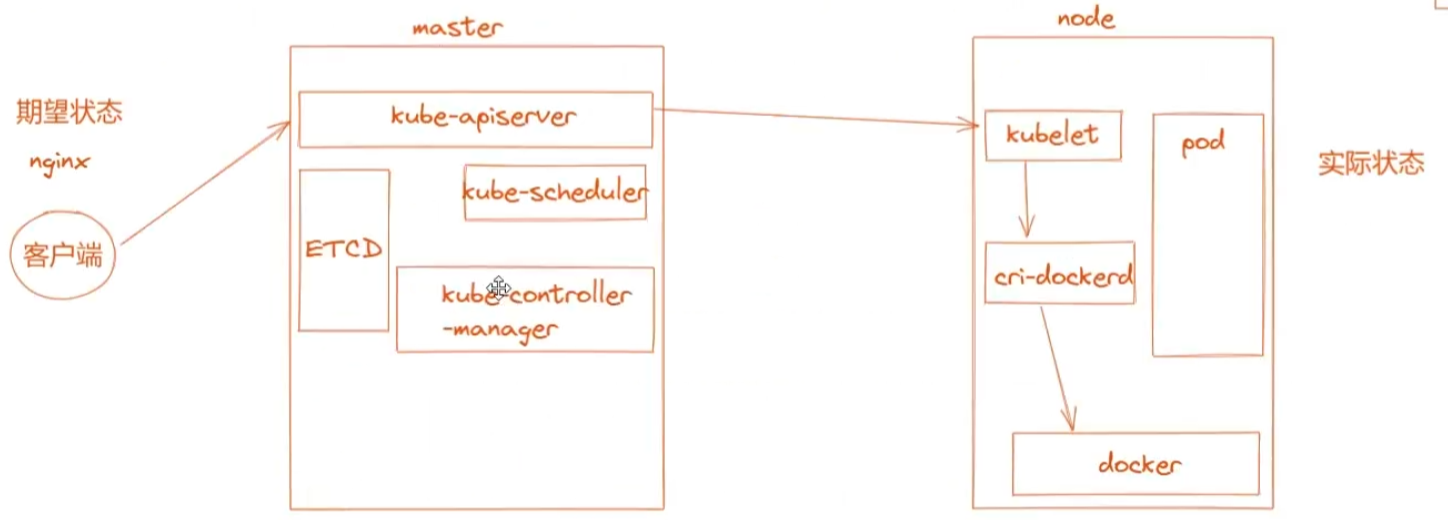 master
node
期望状态
nginx
客户端
kube-apiserver
kube-scheduler
ETCD
kube-controller
-manager
kubelet
pod
cri-dockerd
docker
实际状态